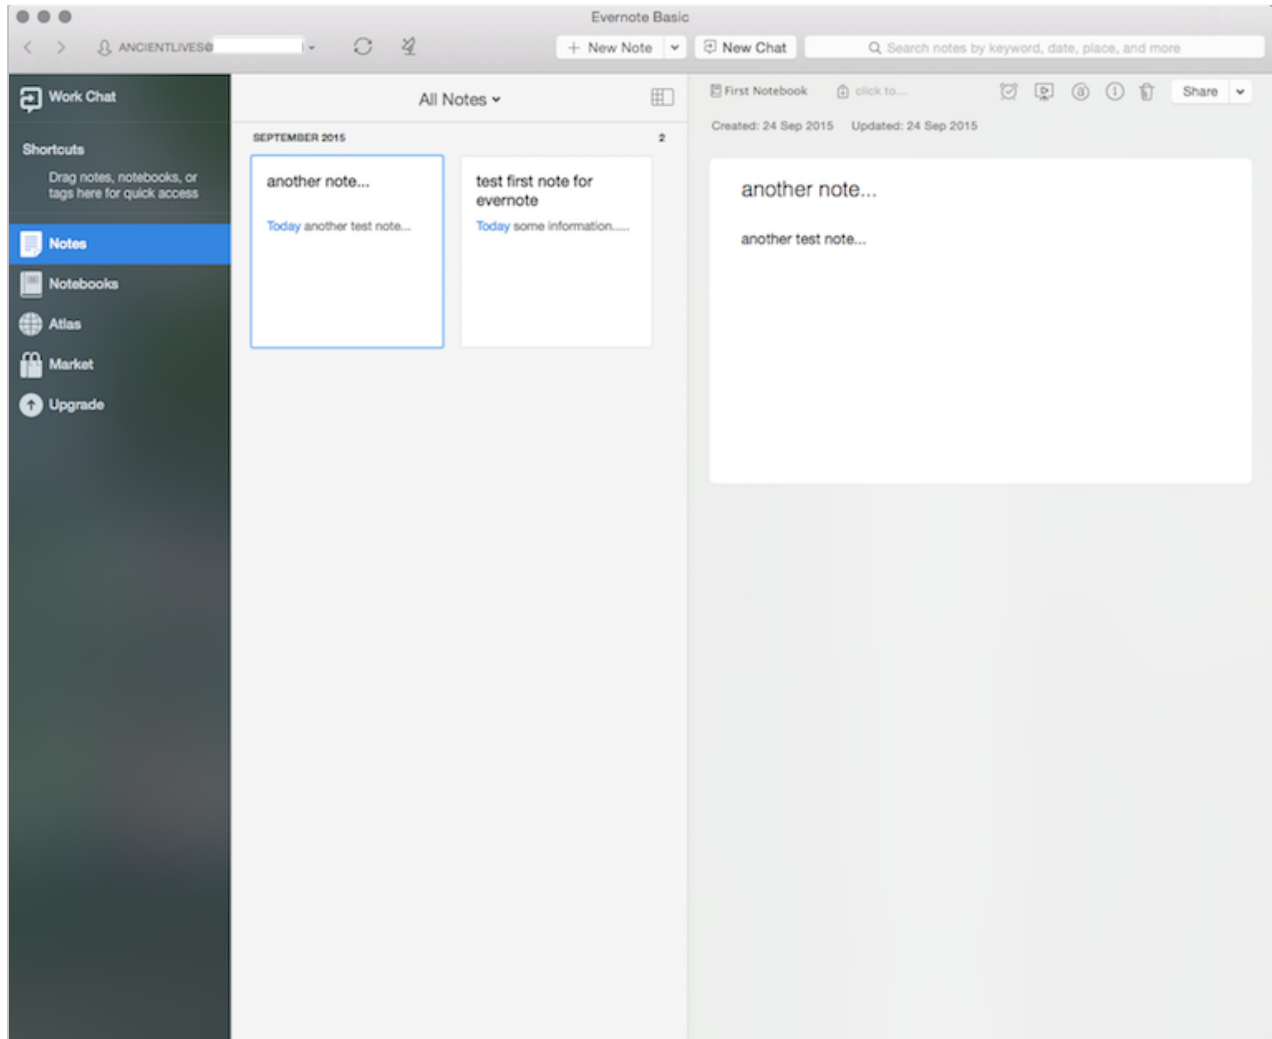 Evernote Basic
ANCIENTLIVES@
New Note
New Chat
Search notes by keyword, date, place, and more
Work Chat
Shortcuts
Drag notes, notebooks, or
tags here for quick access
Notes
Notebooks
Atlas
Market
Upgrade
All Notes
SEPTEMBER 2015 2
another note...
Today another test note...
test first note for
evernote
Today some information.....
First Notebook click to... Share
Created: 24 Sep 2015 Updated: 24 Sep 2015
another note...
another test note...